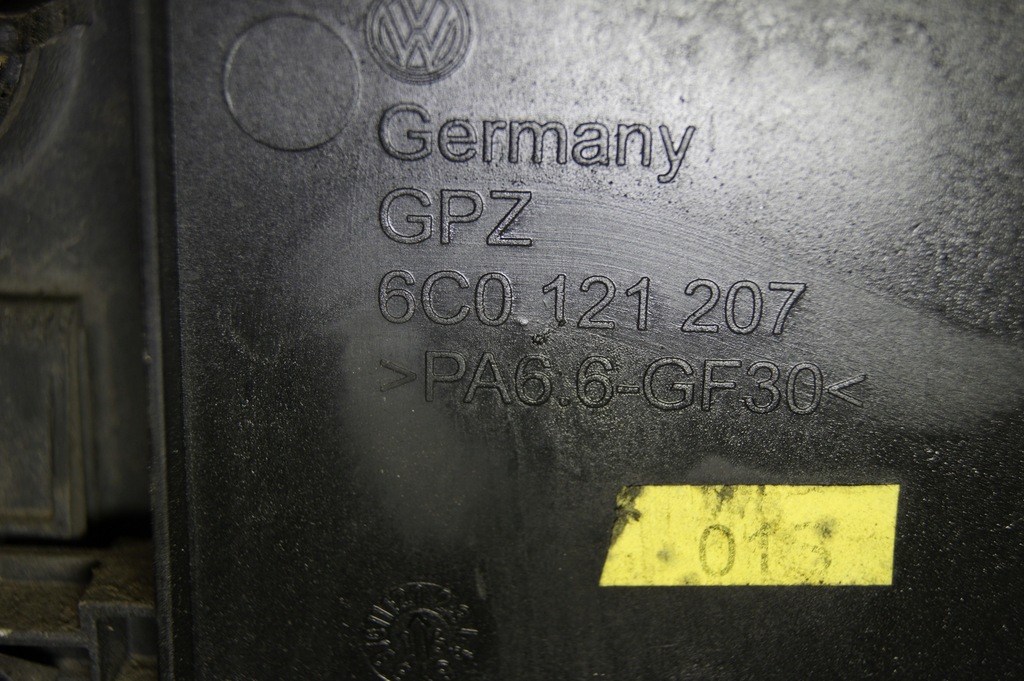 Germany
GPZ
6C0 121 207
>PA6.6-GF30<